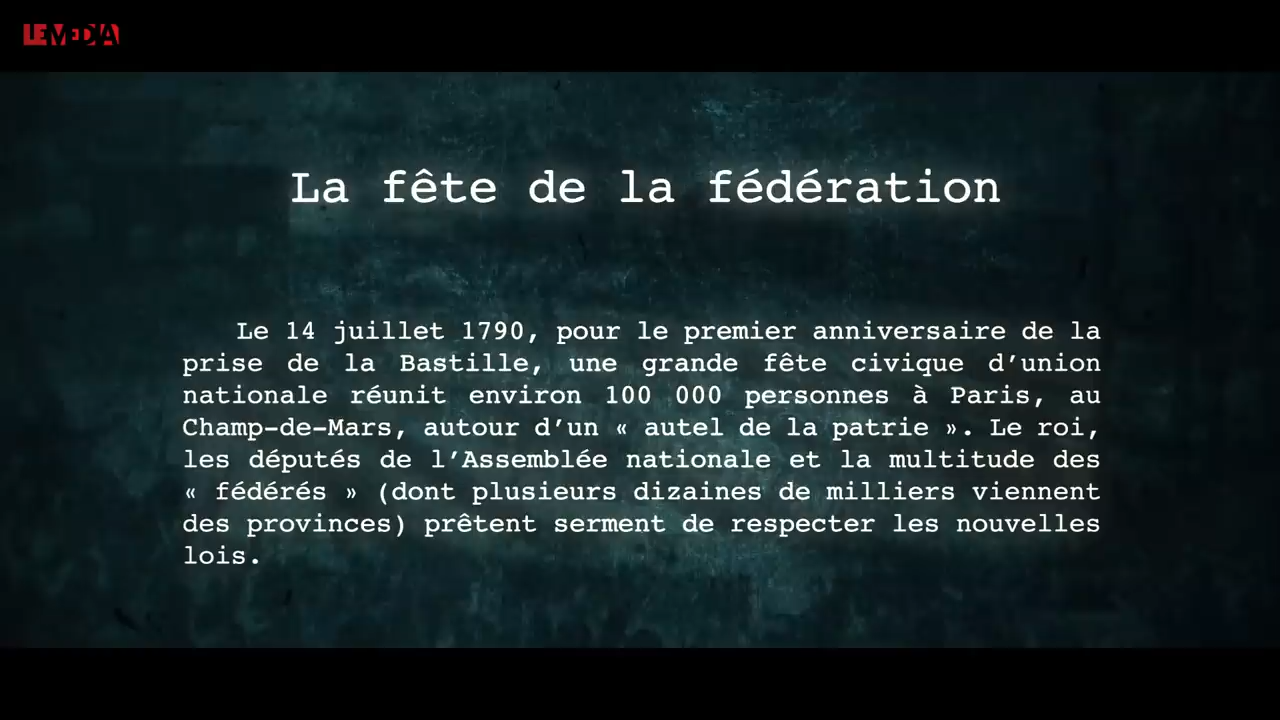 LEMEDIA
La fête de la fédération
Le 14 juillet 1790, pour le premier anniversaire de la
prise de la Bastille, une grande fête civique d’union
nationale réunit environ 100 000 personnes à Paris, au
Champ-de-Mars, autour d’un « autel de la patrie ». Le roi,
les députés de l’Assemblée nationale et la multitude des
« fédérés » (dont plusieurs dizaines de milliers viennent
des provinces) prêtent serment de respecter les nouvelles
lois.